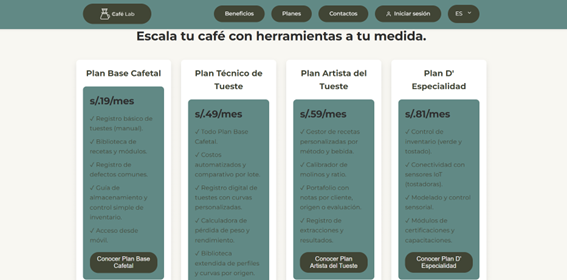 Café Lab
Beneficios
Planes
Contactos
Iniciar sesión
ES
Escala tu café con herramientas a tu medida.
Plan Base Cafetal
s/.19/mes
✓ Registro básico de
tuestes (manual).
✓ Biblioteca de
recetas y módulos.
✓ Registro de
defectos comunes.
✓ Guía de
almacenamiento y
control simple de
inventario.
✓ Acceso desde
móvil.
Conocer Plan Base
Cafetal
Plan Técnico de
Tueste
s/.49/mes
✓ Todo Plan Base
Cafetal.
✓ Costos
automatizados y
comparativo por lote.
✓ Registro digital de
tuestes con curvas
personalizadas.
✓ Calculadora de
pérdida de peso y
rendimiento.
✓ Biblioteca
extendida de perfiles
y curvas por origen.
Plan Artista del
Tueste
s/.59/mes
✓ Gestor de recetas
personalizadas por
método y bebida.
✓ Calibrador de
molinos y ratio.
✓ Portafolio con
notas por cliente,
origen o evaluación.
✓ Registro de
extracciones y
resultados.
Conocer Plan
Artista del Tueste
Plan D'
Especialidad
s/.81/mes
✓ Control de
inventario (verde y
tostado).
✓ Conectividad con
sensores IoT
(tostadoras).
✓ Modelado y control
sensorial.
✓ Módulos de
certificaciones y
capacitaciones.
Conocer Plan D'
Especialidad